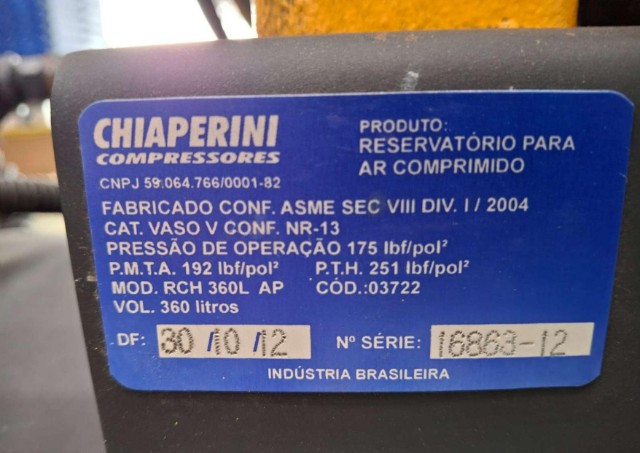 CHIAPERINI
COMPRESSORES
CNPJ 59.064.766/0001-82
PRODUTO:
RESERVATÓRIO PARA
AR COMPRIMIDO
FABRICADO CONF. ASME SEC VIII DIV. I / 2004
CAT. VASO V CONF. NR-13
PRESSÃO DE OPERAÇÃO 175 lbf/pol²
P.M.T.A. 192 lbf/pol² P.T.H. 251 lbf/pol²
MOD. RCH 360L AP CÓD.:03722
VOL. 360 litros
DF: 30/10/12 Nº SÉRIE: 16863-12
INDÚSTRIA BRASILEIRA